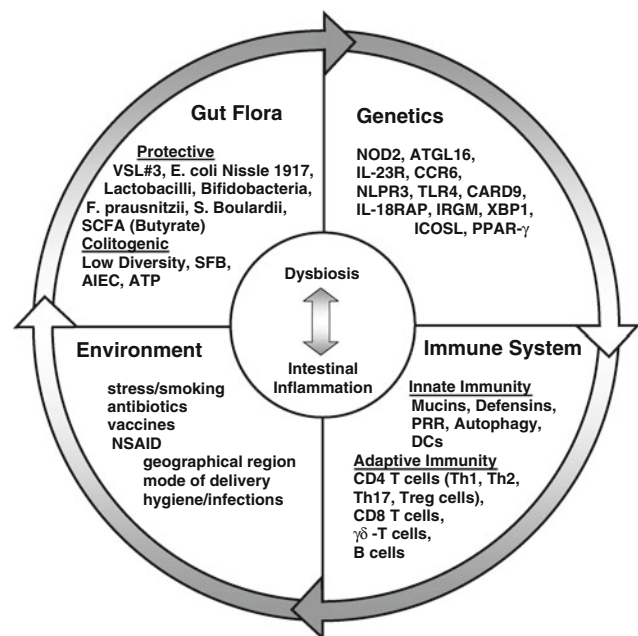 Gut Flora
Protective
VSL#3, E. coli Nissle 1917,
Lactobacilli, Bifidobacteria,
F. prausnitzii, S. Boulardii,
SCFA (Butyrate)
Colitogenic
Low Diversity, SFB,
AIEC, ATP
Genetics
NOD2, ATGL16,
IL-23R, CCR6,
NLPR3, TLR4, CARD9,
IL-18RAP, IRGM, XBP1,
ICOSL, PPAR-γ
Dysbiosis
Intestinal
Inflammation
Environment
stress/smoking
antibiotics
vaccines
NSAID
geographical region
mode of delivery
hygiene/infections
Immune System
Innate Immunity
Mucins, Defensins,
PRR, Autophagy,
DCs
Adaptive Immunity
CD4 T cells (Th1, Th2,
Th17, Treg cells),
CD8 T cells,
γδ -T cells,
B cells